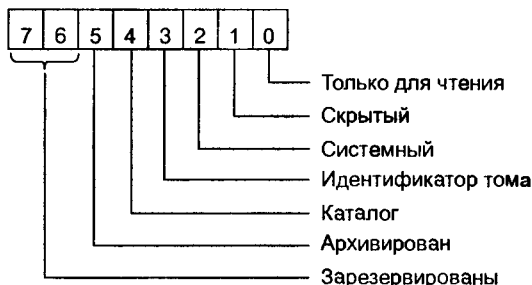 7 6 5 4 3 2 1 0
Только для чтения
Скрытый
Системный
Идентификатор тома
Каталог
Архивирован
Зарезервированы